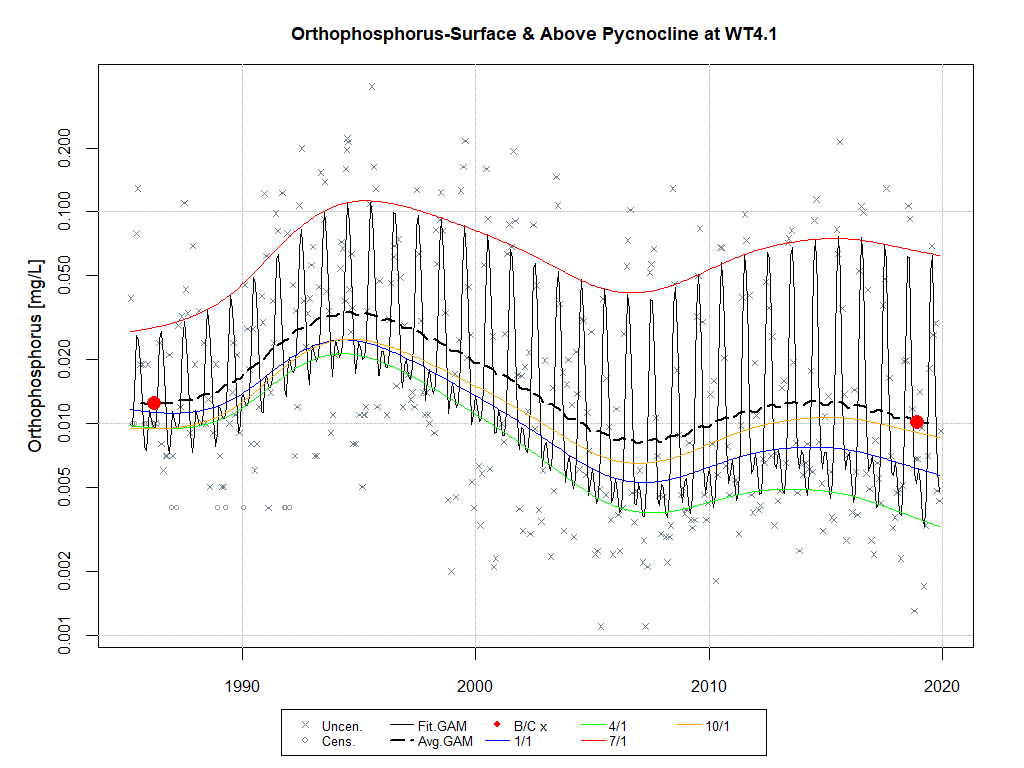 Orthophosphorus-Surface & Above Pycnocline at WT4.1
Orthophosphorus [mg/L]
0.200
0.100
0.050
0.020
0.010
0.005
0.002
0.001
1990 2000 2010 2020
Uncen. Fit.GAM B/C x 4/1 10/1
Cens. Avg.GAM 1/1 7/1